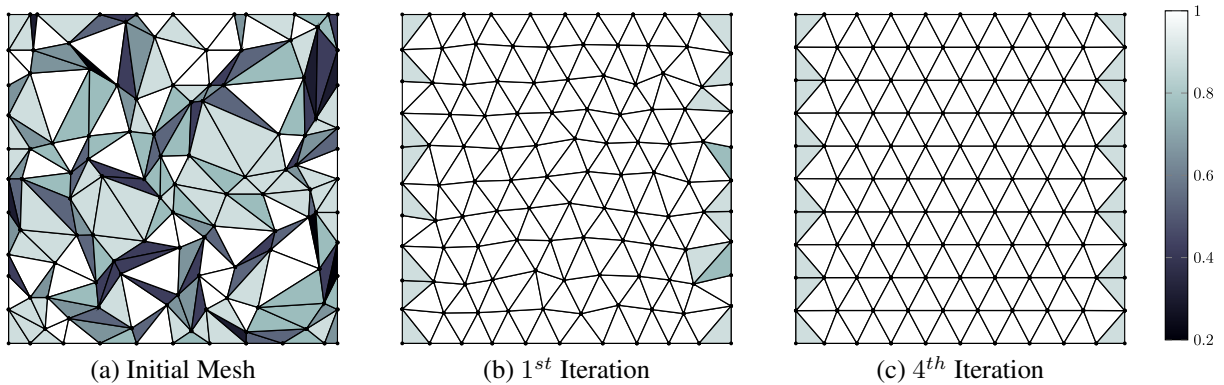 1
0.8
0.6
0.4
0.2
(a) Initial Mesh
(b) 1st Iteration
(c) 4th Iteration